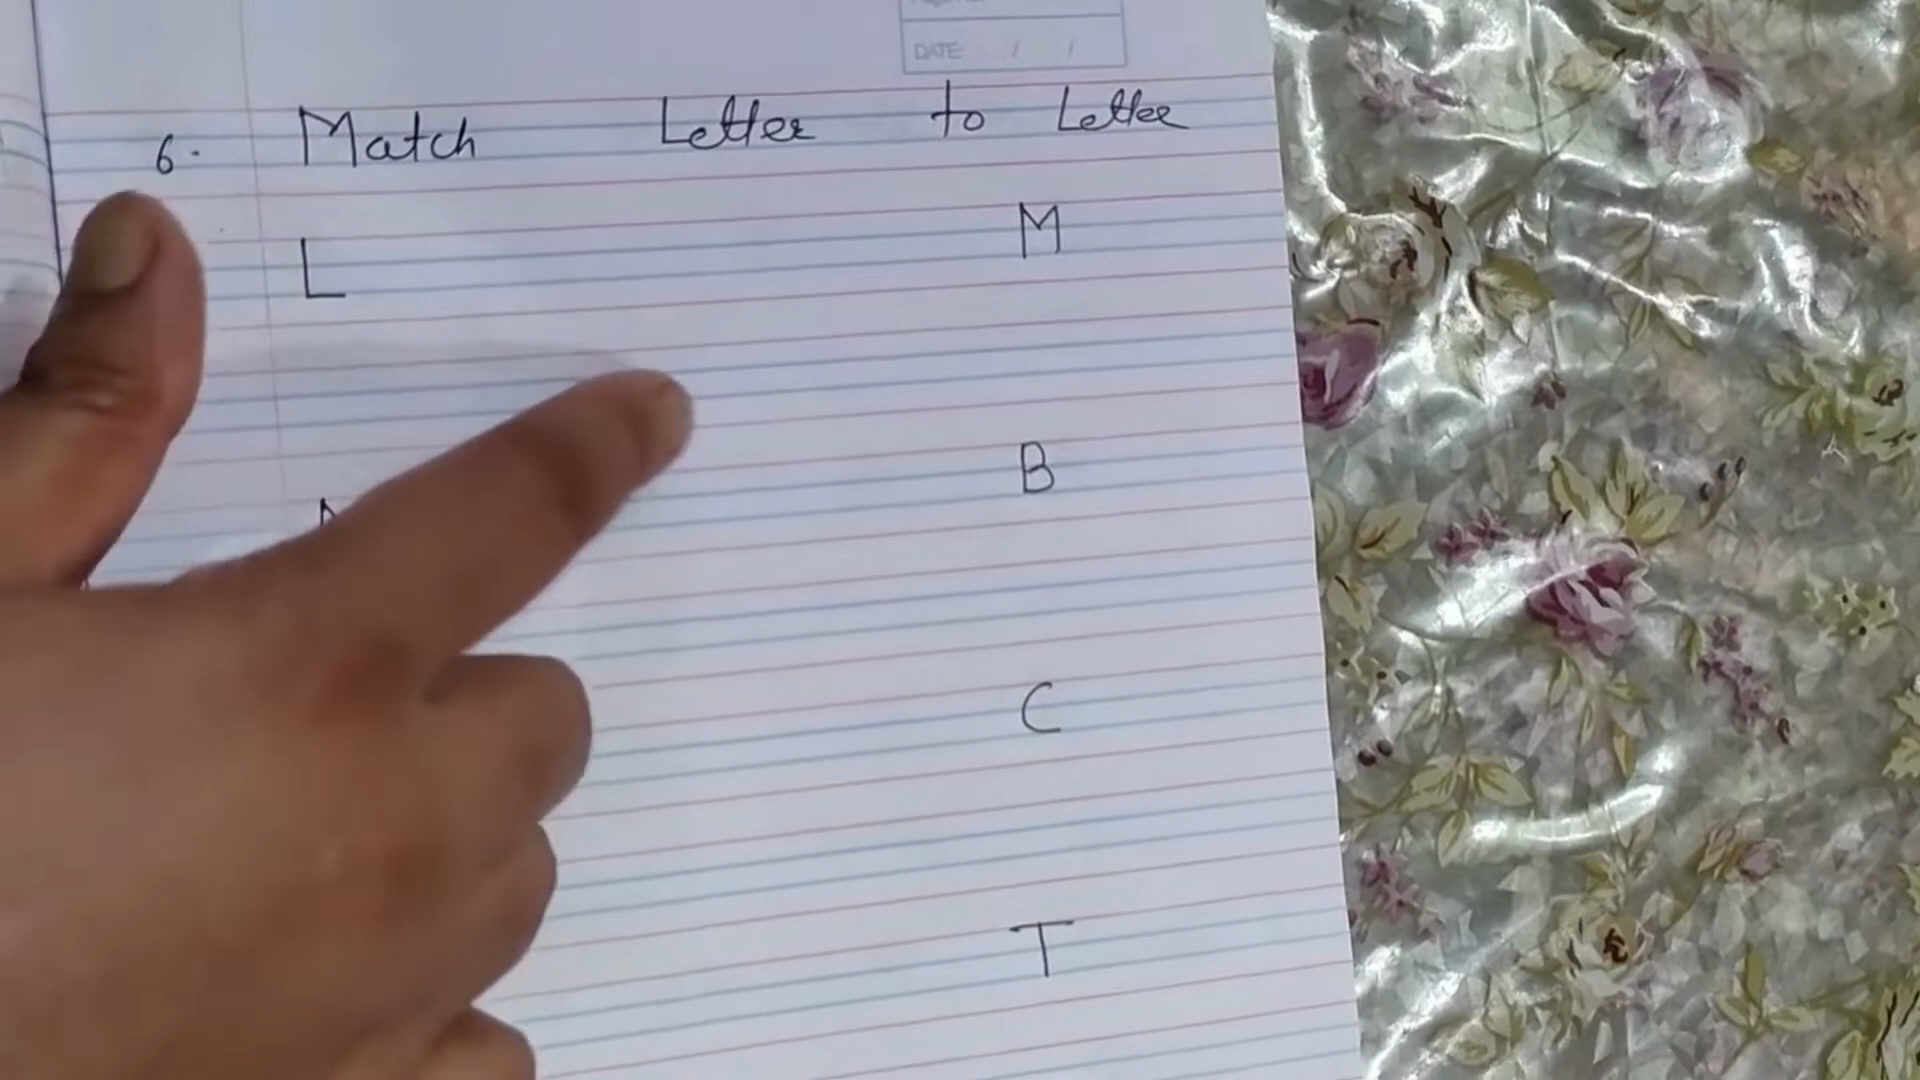 DATE / /
6. Match Letter to Letter
L M
B
C
T